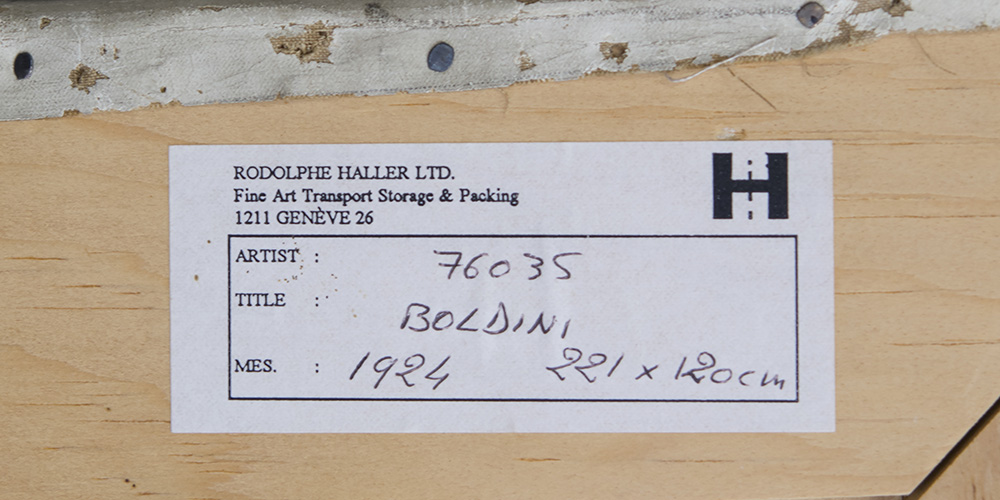 RODOLPHE HALLER LTD.
Fine Art Transport Storage & Packing
1211 GENÈVE 26
H
ARTIST : 76035
TITLE : BOLDINI
MES. : 1924 221 x 120cm